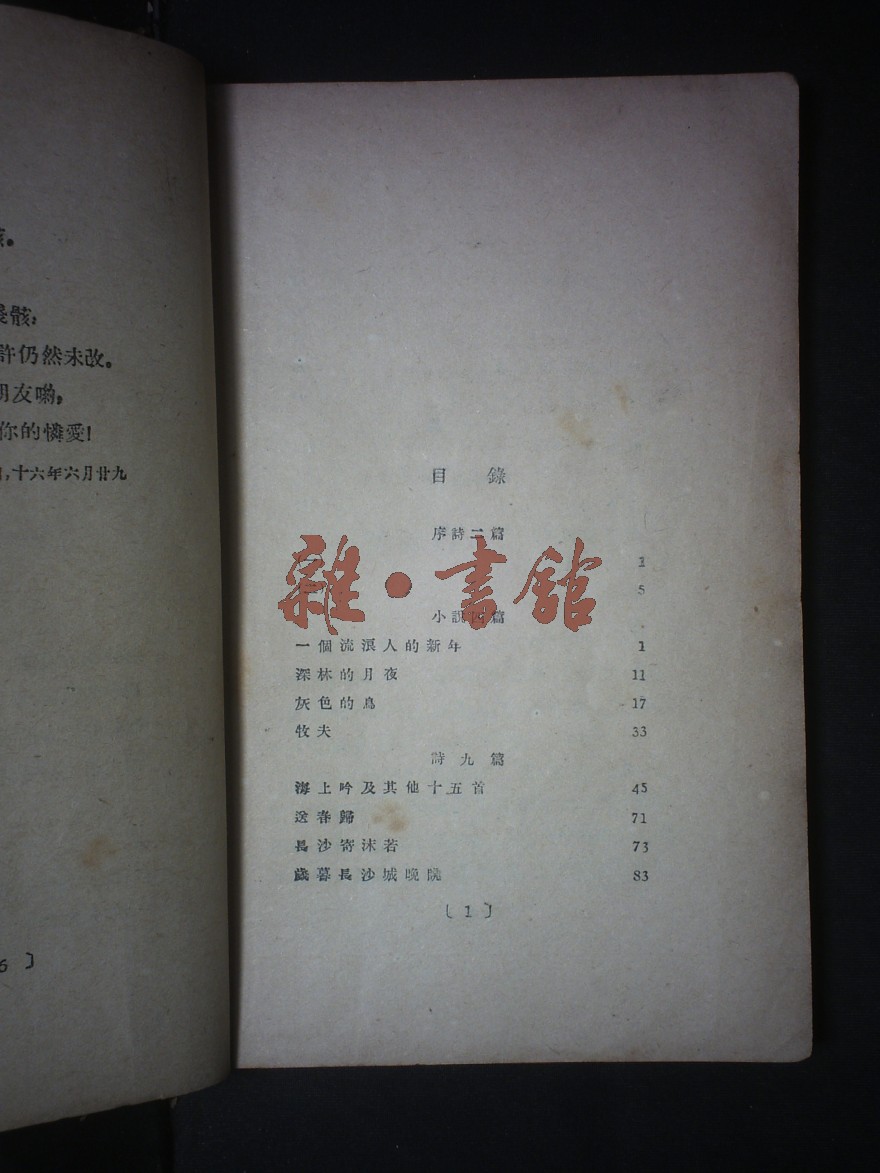 骸;
許仍然未改。
朋友喲,
你的憐愛!
十六年六月廿九
目錄
序詩二篇
1
5
小說四篇
一個流浪人的新年 1
深林的月夜 11
灰色的鳥 17
牧夫 33
詩九篇
海上吟及其他十五首 45
送春歸 71
長沙寄沫若 73
歲暮長沙城晚眺 83
〔1〕
雜·書館